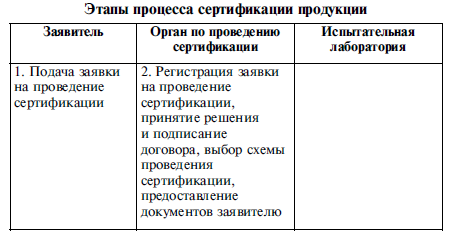 Этапы процесса сертификации продукции
Заявитель
Орган по проведению
сертификации
Испытательная
лаборатория
1. Подача заявки
на проведение
сертификации
2. Регистрация заявки
на проведение
сертификации,
принятие решения
и подписание
договора, выбор схемы
проведения
сертификации,
предоставление
документов заявителю